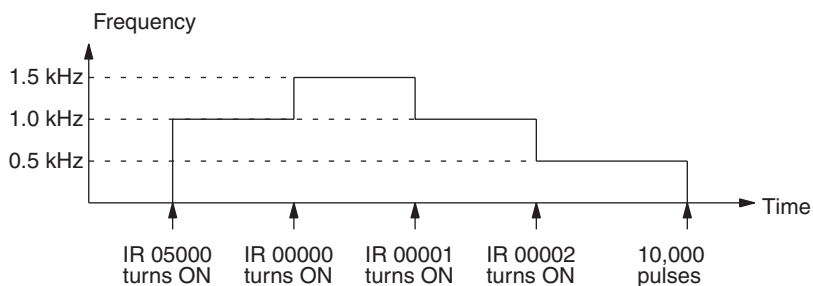 Frequency
1.5 kHz
1.0 kHz
0.5 kHz
Time
IR 05000
turns ON
IR 00000
turns ON
IR 00001
turns ON
IR 00002
turns ON
10,000
pulses